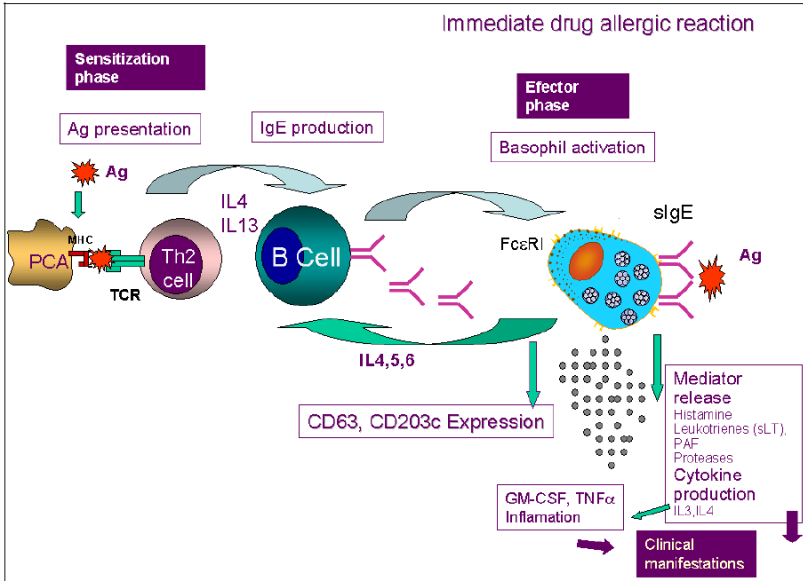 Immediate drug allergic reaction
Sensitization
phase
Efector
phase
Ag presentation
IgE production
Basophil activation
Ag
IL4
IL13
MHC
PCA
TCR
Th2
cell
B Cell
FcεRI
sIgE
Ag
IL4,5,6
CD63, CD203c Expression
Mediator
release
Histamine
Leukotrienes (sLT),
PAF
Proteases
Cytokine
production
IL3,IL4
GM-CSF, TNFα
Inflamation
Clinical
manifestations